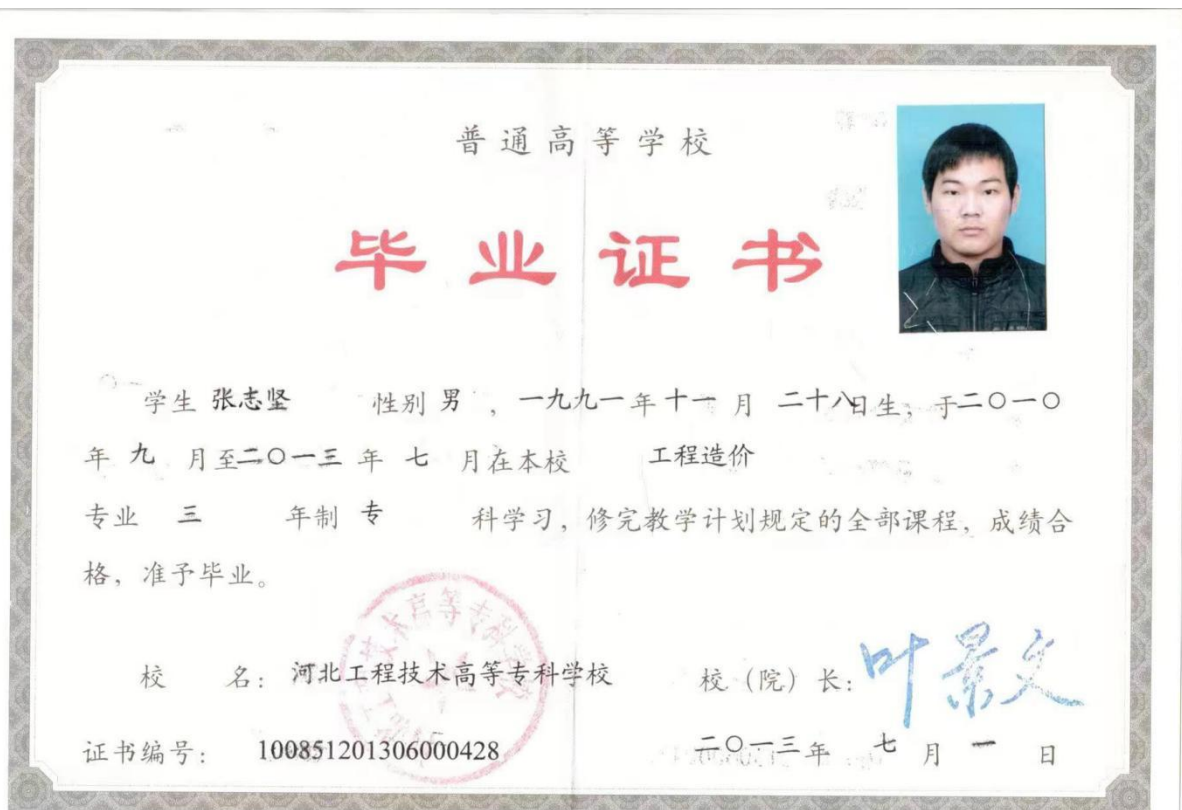 普通高等学校
毕业证书
学生 张志坚 性别 男 ，一九九一年十一月 二十八日生，于二〇一〇
年 九 月至二〇一三 年 七 月在本校 工程造价
专业 三 年制 专 科学习，修完教学计划规定的全部课程，成绩合
格，准予毕业。
校 名：河北工程技术高等专科学校 校（院）长：叶景文
证书编号： 100851201306000428 二〇一三年 七 月 一 日